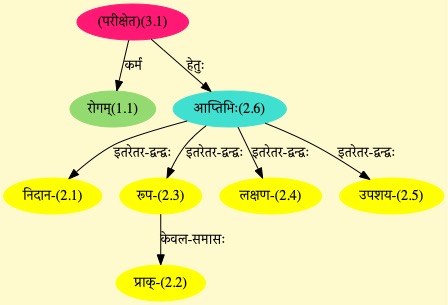 (परीक्षेत)(3.1)
कर्म
हेतुः
रोगम्(1.1)
आप्तिभिः(2.6)
इतरेतर-द्वन्द्वः इतरेतर-द्वन्द्वः इतरेतर-द्वन्द्वः इतरेतर-द्वन्द्वः
निदान-(2.1) रूप-(2.3) लक्षण-(2.4) उपशय-(2.5)
केवल-समासः
प्राक्-(2.2)